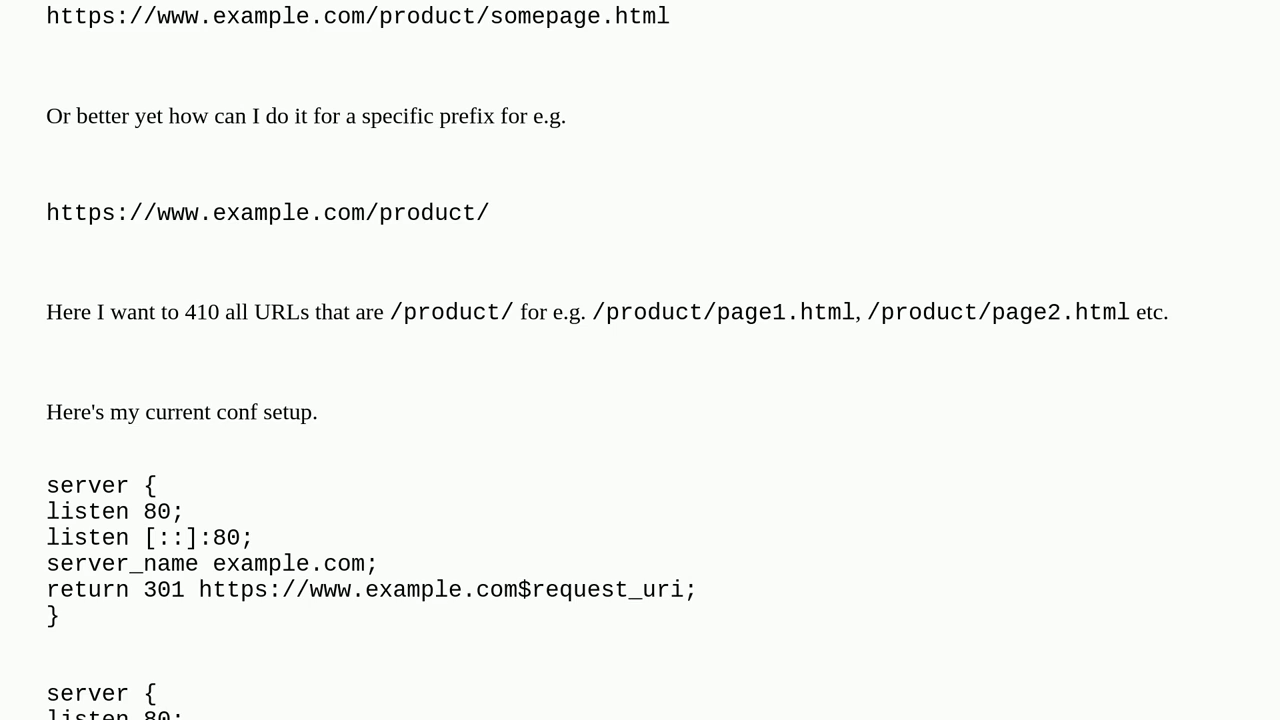 https://www.example.com/product/somepage.html
Or better yet how can I do it for a specific prefix for e.g.
https://www.example.com/product/
Here I want to 410 all URLs that are /product/ for e.g. /product/page1.html, /product/page2.html etc.
Here's my current conf setup.
server {
listen 80;
listen [::]:80;
server_name example.com;
return 301 https://www.example.com$request_uri;
}
server {
listen 80;